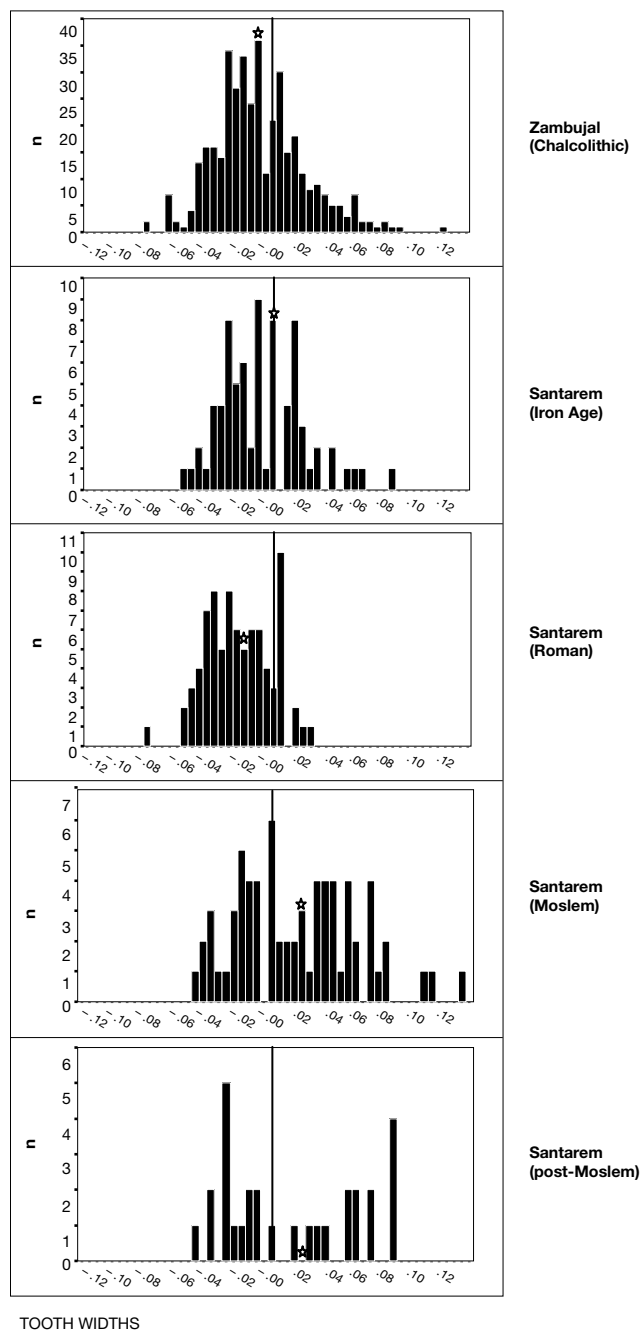 40
35
30
25
20
15
10
5
0
n
–.12 –.10 –.08 –.06 –.04 –.02 –.00 .02 .04 .06 .08 .10 .12
Zambujal
(Chalcolithic)
10
9
8
7
6
5
4
3
2
1
0
n
–.12 –.10 –.08 –.06 –.04 –.02 –.00 .02 .04 .06 .08 .10 .12
Santarem
(Iron Age)
11
10
9
8
7
6
5
4
3
2
1
0
n
–.12 –.10 –.08 –.06 –.04 –.02 –.00 .02 .04 .06 .08 .10 .12
Santarem
(Roman)
7
6
5
4
3
2
1
0
n
–.12 –.10 –.08 –.06 –.04 –.02 –.00 .02 .04 .06 .08 .10 .12
Santarem
(Moslem)
6
5
4
3
2
1
0
n
–.12 –.10 –.08 –.06 –.04 –.02 –.00 .02 .04 .06 .08 .10 .12
Santarem
(post-Moslem)
TOOTH WIDTHS